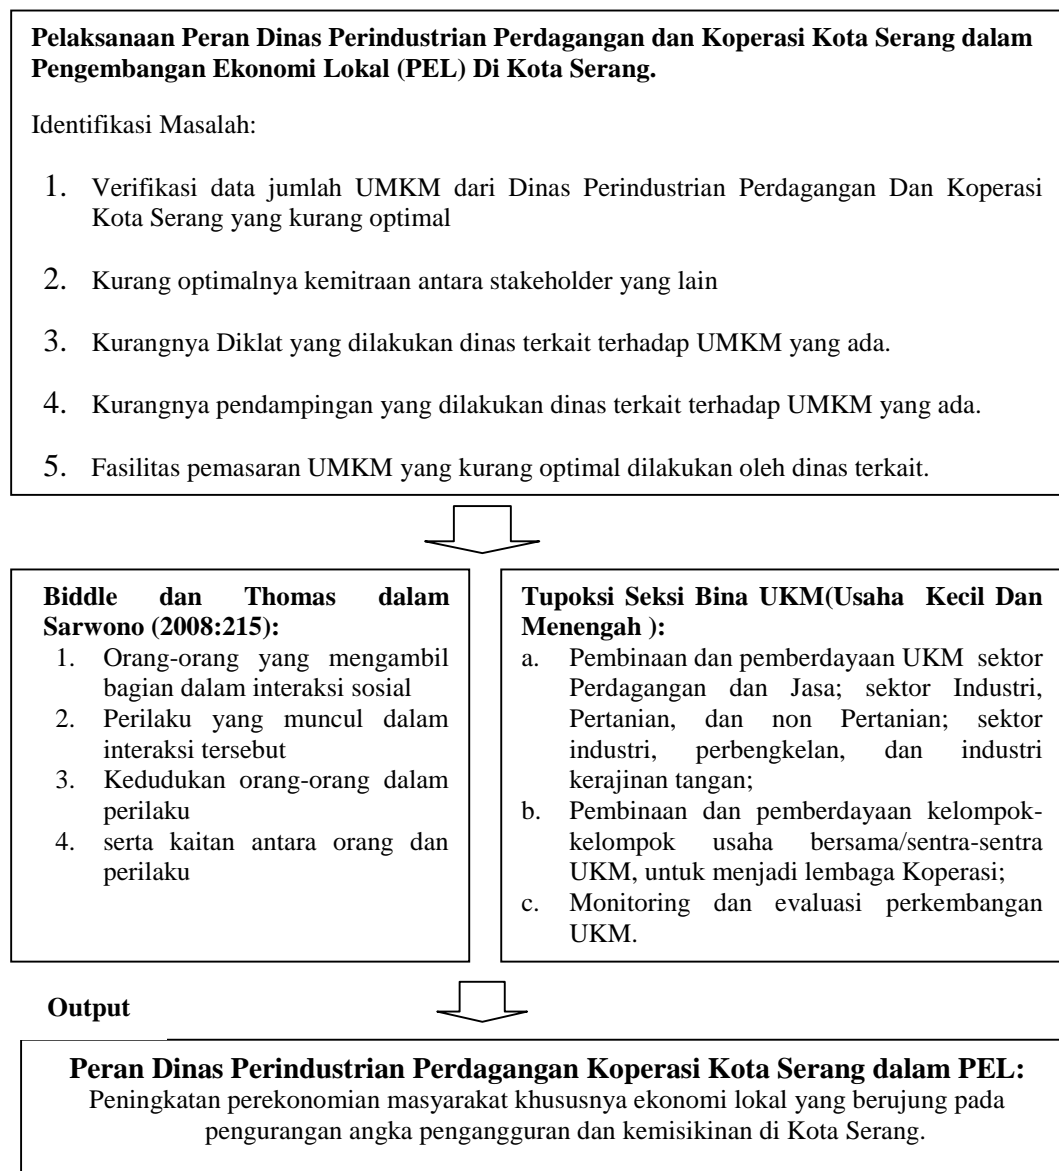 Pelaksanaan Peran Dinas Perindustrian Perdagangan dan Koperasi Kota Serang dalam
Pengembangan Ekonomi Lokal (PEL) Di Kota Serang.
Identifikasi Masalah:
1. Verifikasi data jumlah UMKM dari Dinas Perindustrian Perdagangan Dan Koperasi
Kota Serang yang kurang optimal
2. Kurang optimalnya kemitraan antara stakeholder yang lain
3. Kurangnya Diklat yang dilakukan dinas terkait terhadap UMKM yang ada.
4. Kurangnya pendampingan yang dilakukan dinas terkait terhadap UMKM yang ada.
5. Fasilitas pemasaran UMKM yang kurang optimal dilakukan oleh dinas terkait.
Biddle dan Thomas dalam
Sarwono (2008:215):
1. Orang-orang yang mengambil
bagian dalam interaksi sosial
2. Perilaku yang muncul dalam
interaksi tersebut
3. Kedudukan orang-orang dalam
perilaku
4. serta kaitan antara orang dan
perilaku
Tupoksi Seksi Bina UKM(Usaha Kecil Dan
Menengah ):
a. Pembinaan dan pemberdayaan UKM sektor
Perdagangan dan Jasa; sektor Industri,
Pertanian, dan non Pertanian; sektor
industri, perbengkelan, dan industri
kerajinan tangan;
b. Pembinaan dan pemberdayaan kelompok-
kelompok usaha bersama/sentra-sentra
UKM, untuk menjadi lembaga Koperasi;
c. Monitoring dan evaluasi perkembangan
UKM.
Output
Peran Dinas Perindustrian Perdagangan Koperasi Kota Serang dalam PEL:
Peningkatan perekonomian masyarakat khususnya ekonomi lokal yang berujung pada
pengurangan angka pengangguran dan kemisikinan di Kota Serang.